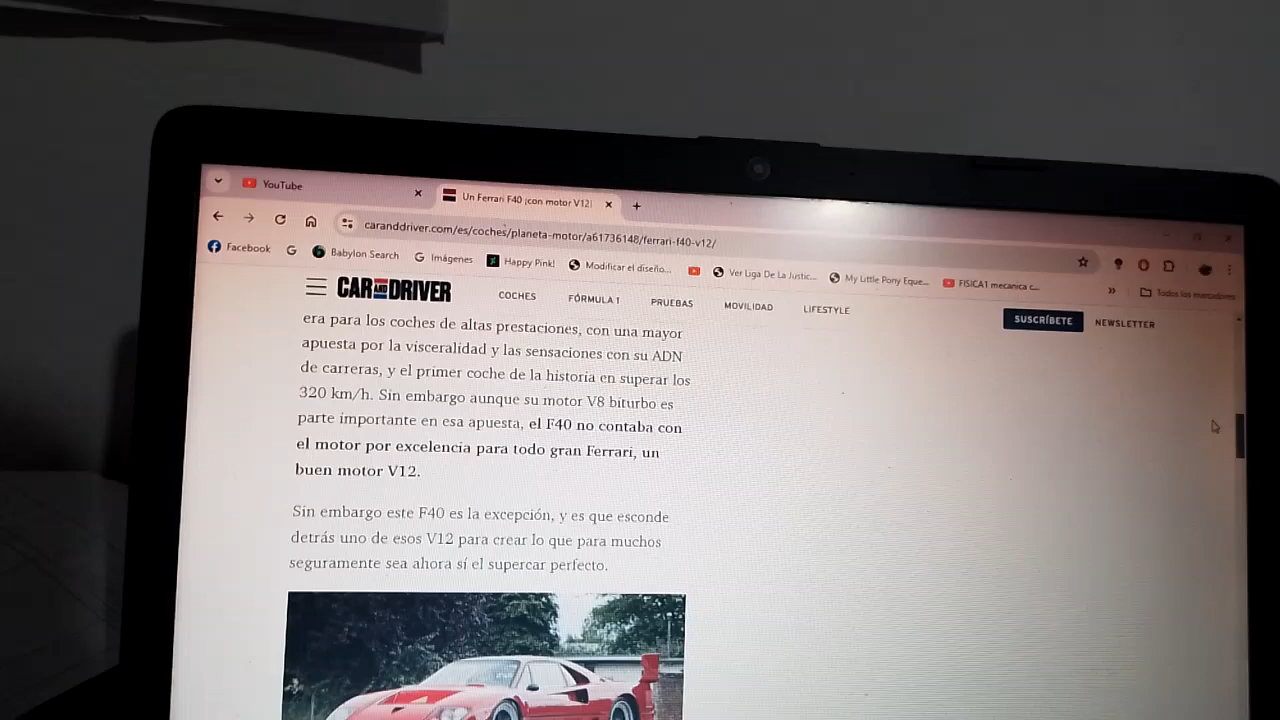 YouTube
Un Ferrari F40 ¡con motor V12!
caranddriver.com/es/coches/planeta-motor/a61736148/ferrari-f40-v12/
Facebook
Babylon Search
Imágenes
Happy Pink!
Modificar el diseño...
Ver Liga De La Justic...
My Little Pony Eque...
FISICA1 mecanica c...
Todos los marcadores
CAR AND DRIVER
COCHES
FÓRMULA 1
PRUEBAS
MOVILIDAD
LIFESTYLE
SUSCRÍBETE
NEWSLETTER
era para los coches de altas prestaciones, con una mayor
apuesta por la visceralidad y las sensaciones con su ADN
de carreras, y el primer coche de la historia en superar los
320 km/h. Sin embargo aunque su motor V8 biturbo es
parte importante en esa apuesta, el F40 no contaba con
el motor por excelencia para todo gran Ferrari, un
buen motor V12.
Sin embargo este F40 es la excepción, y es que esconde
detrás uno de esos V12 para crear lo que para muchos
seguramente sea ahora sí el supercar perfecto.